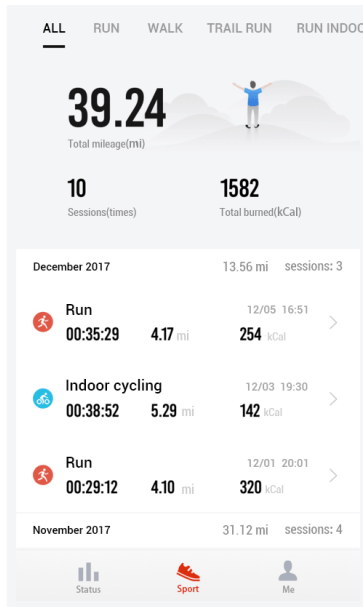 ALL RUN WALK TRAIL RUN RUN INDOO
39.24
Total mileage(mi)
10 1582
Sessions(times) Total burned(kCal)
December 2017 13.56 mi sessions: 3
Run 12/05 16:51
00:35:29 4.17 mi 254 kCal
Indoor cycling 12/03 19:30
00:38:52 5.29 mi 142 kCal
Run 12/01 20:01
00:29:12 4.10 mi 320 kCal
November 2017 31.12 mi sessions: 4
Status Sport Me